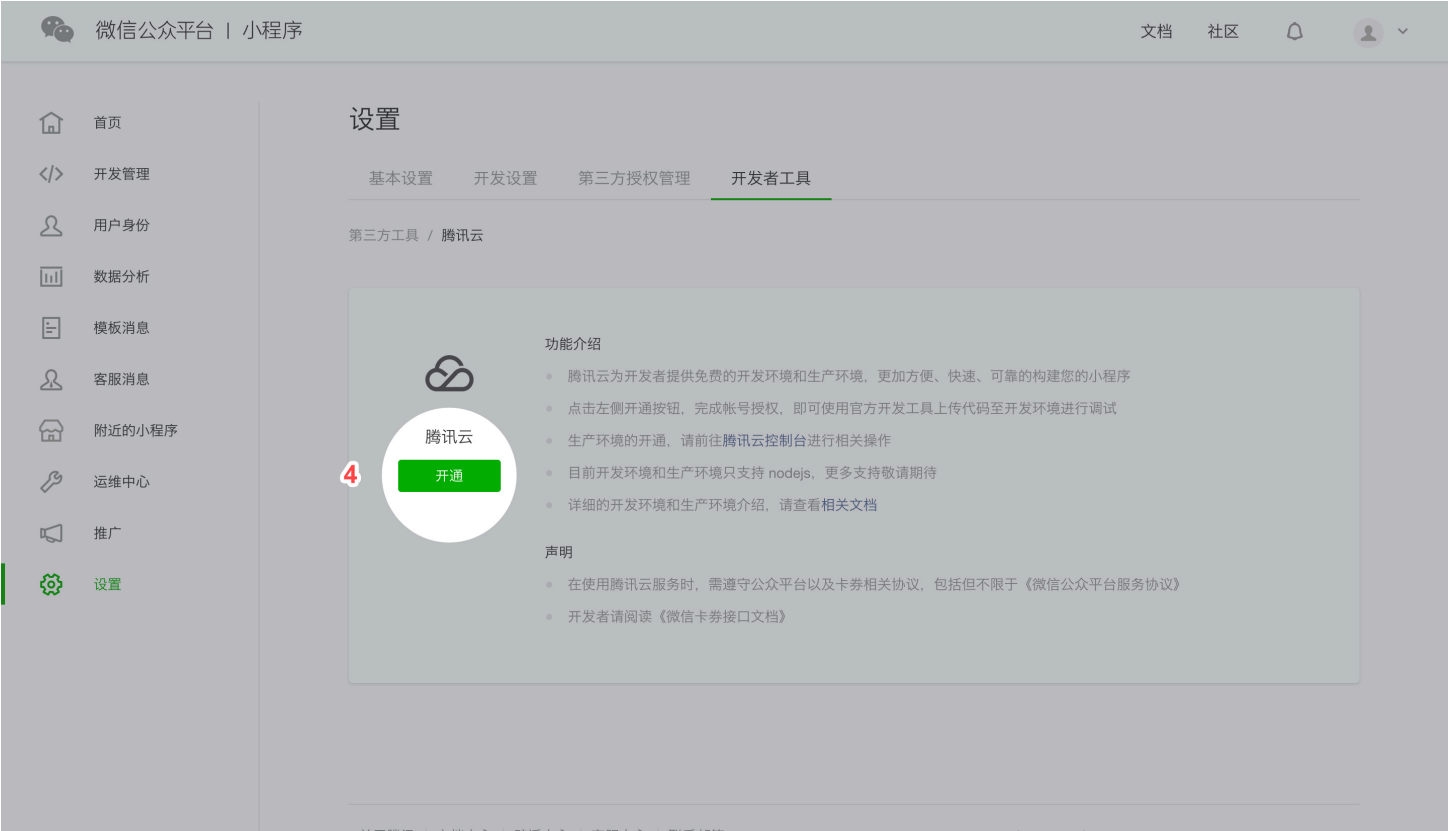 微信公众平台 | 小程序
文档 社区
首页
开发管理
用户身份
数据分析
模板消息
客服消息
附近的小程序
运维中心
推广
设置
设置
基本设置 开发设置 第三方授权管理 开发者工具
第三方工具 / 腾讯云
4
腾讯云
开通
功能介绍
腾讯云为开发者提供免费的开发环境和生产环境，更加方便、快速、可靠的构建您的小程序
点击左侧开通按钮，完成帐号授权，即可使用官方开发工具上传代码至开发环境进行调试
生产环境的开通，请前往腾讯云控制台进行相关操作
目前开发环境和生产环境只支持 nodejs，更多支持敬请期待
详细的开发环境和生产环境介绍，请查看相关文档
声明
在使用腾讯云服务时，需遵守公众平台以及卡券相关协议，包括但不限于《微信公众平台服务协议》
开发者请阅读《微信卡券接口文档》